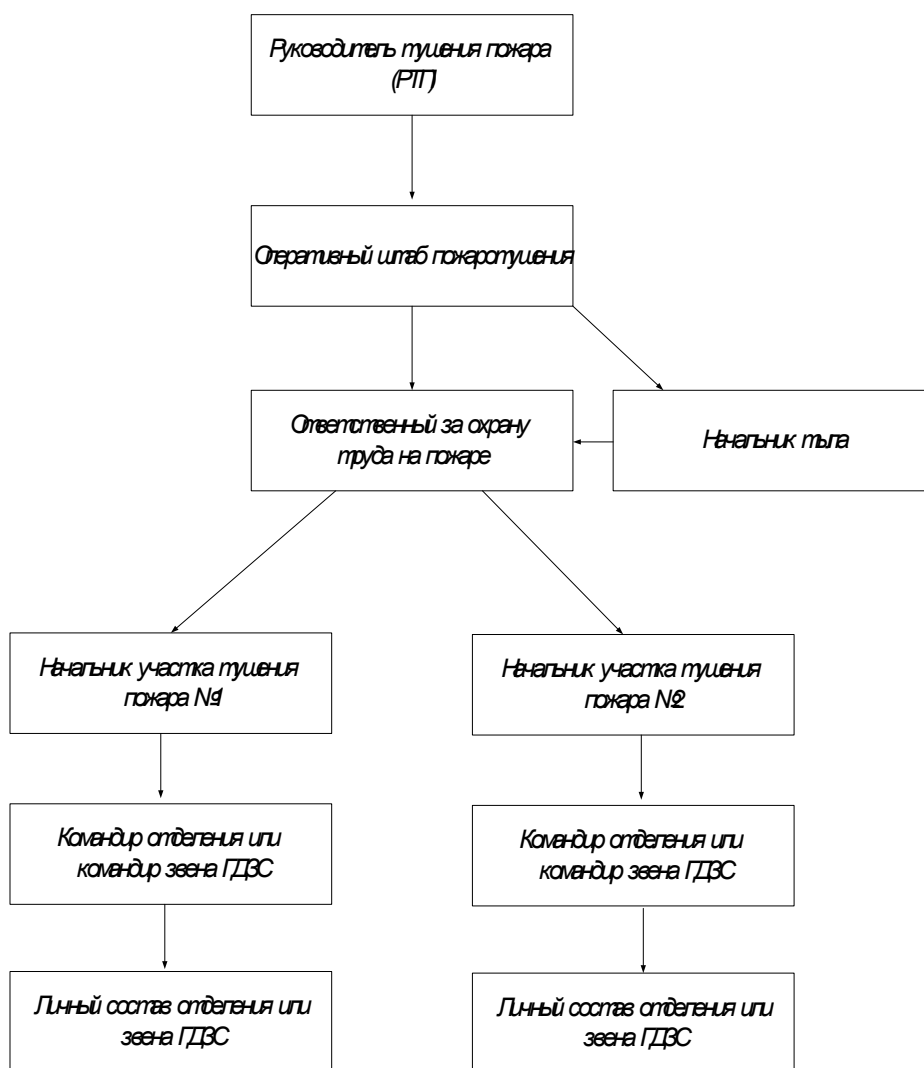 Руководитель тушения пожара
(РТП)
Оперативный штаб пожаротушения
Ответственный за охрану
труда на пожаре
Начальник тыла
Начальник участка тушения
пожара №1
Начальник участка тушения
пожара №2
Командир отделения или
командир звена ГДЗС
Командир отделения или
командир звена ГДЗС
Личный состав отделения или
звена ГДЗС
Личный состав отделения или
звена ГДЗС